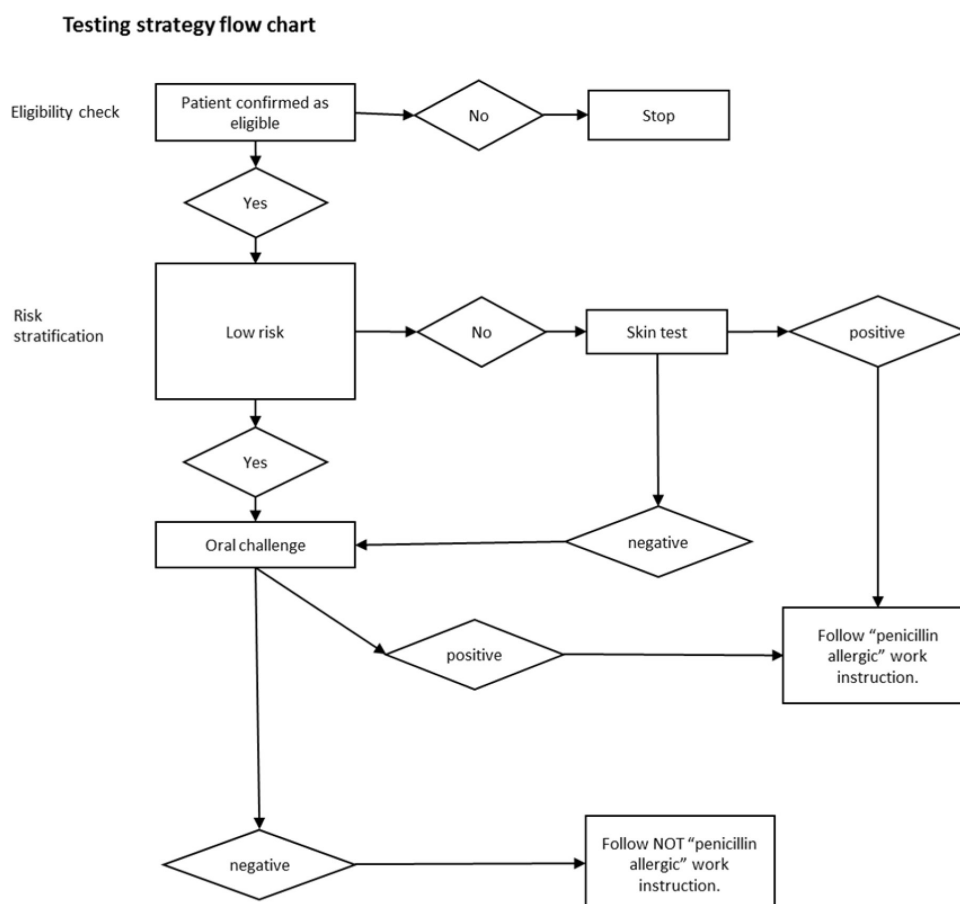 Testing strategy flow chart
Eligibility check
Patient confirmed as
eligible
No
Stop
Yes
Risk
stratification
Low risk
No
Skin test
positive
Yes
Oral challenge
negative
positive
Follow “penicillin
allergic” work
instruction.
negative
Follow NOT “penicillin
allergic” work
instruction.